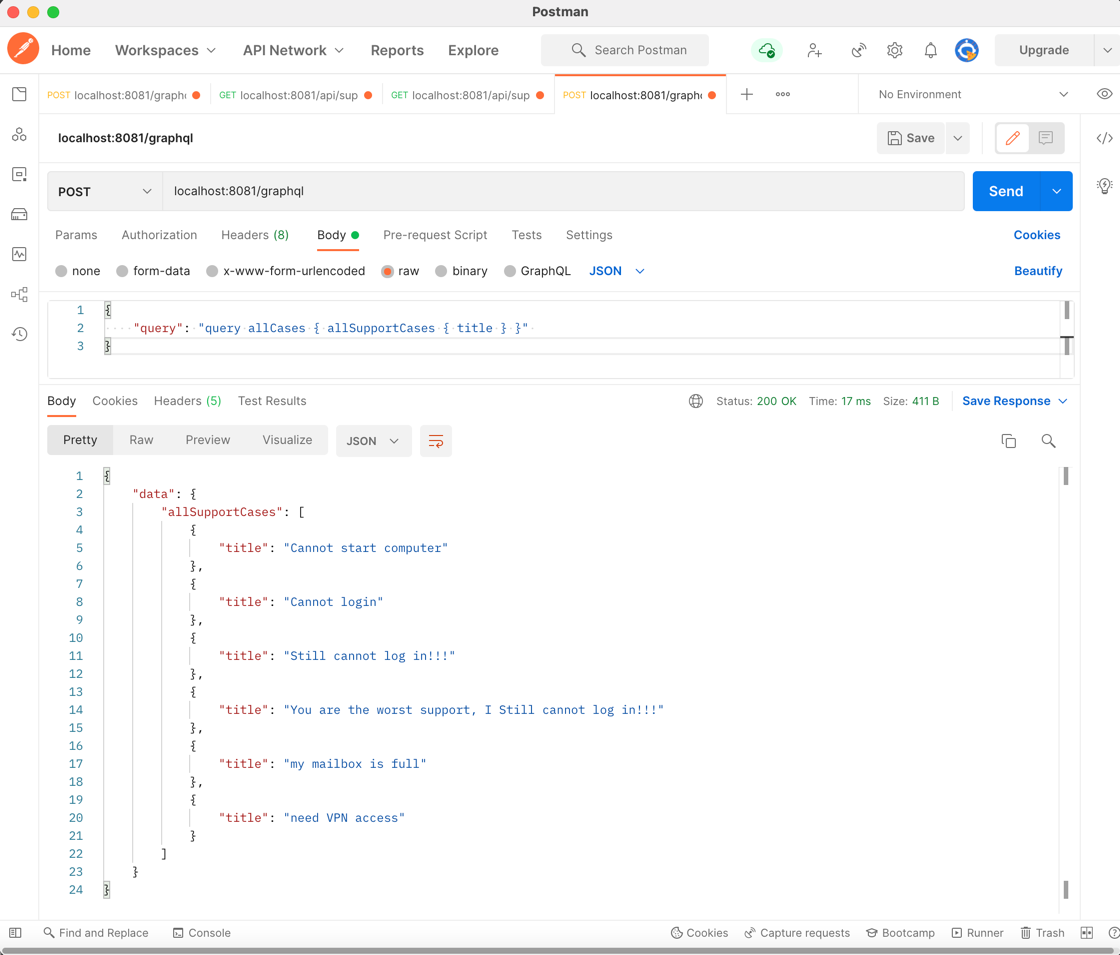 Postman
Home Workspaces API Network Reports Explore Search Postman Upgrade
POST localhost:8081/graph GET localhost:8081/api/sup GET localhost:8081/api/sup POST localhost:8081/graph No Environment
localhost:8081/graphql Save
POST localhost:8081/graphql Send
Params Authorization Headers (8) Body Pre-request Script Tests Settings Cookies
none form-data x-www-form-urlencoded raw binary GraphQL JSON Beautify
1 {
2 "query": "query allCases { allSupportCases { title } }"
3 }
Body Cookies Headers (5) Test Results Status: 200 OK Time: 17 ms Size: 411 B Save Response
Pretty Raw Preview Visualize JSON
1 {
2 "data": {
3 "allSupportCases": [
4 {
5 "title": "Cannot start computer"
6 },
7 {
8 "title": "Cannot login"
9 },
10 {
11 "title": "Still cannot log in!!!"
12 },
13 {
14 "title": "You are the worst support, I Still cannot log in!!!"
15 },
16 {
17 "title": "my mailbox is full"
18 },
19 {
20 "title": "need VPN access"
21 }
22 ]
23 }
24 }
Find and Replace Console Cookies Capture requests Bootcamp Runner Trash